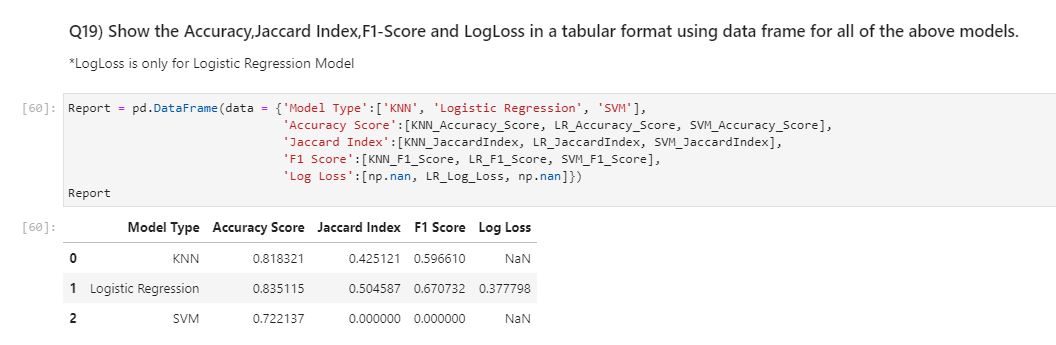 Q19) Show the Accuracy,Jaccard Index,F1-Score and LogLoss in a tabular format using data frame for all of the above models.
*LogLoss is only for Logistic Regression Model
[60]: Report = pd.DataFrame(data = {'Model Type':['KNN', 'Logistic Regression', 'SVM'],
'Accuracy Score':[KNN_Accuracy_Score, LR_Accuracy_Score, SVM_Accuracy_Score],
'Jaccard Index':[KNN_JaccardIndex, LR_JaccardIndex, SVM_JaccardIndex],
'F1 Score':[KNN_F1_Score, LR_F1_Score, SVM_F1_Score],
'Log Loss':[np.nan, LR_Log_Loss, np.nan]})
Report
[60]: Model Type Accuracy Score Jaccard Index F1 Score Log Loss
0 KNN 0.818321 0.425121 0.596610 NaN
1 Logistic Regression 0.835115 0.504587 0.670732 0.377798
2 SVM 0.722137 0.000000 0.000000 NaN